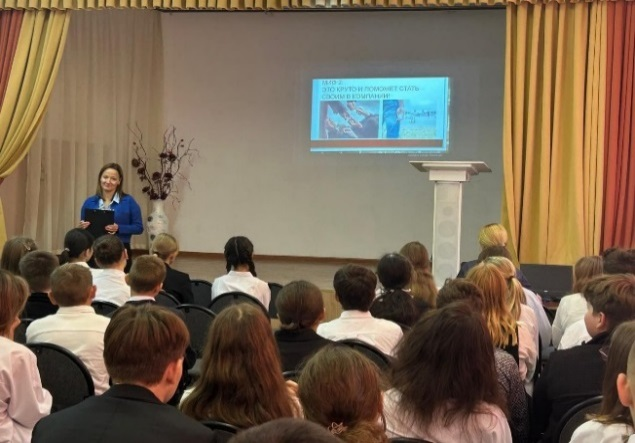 МИФ 2.
ЭТО КРУТО И ПОМОЖЕТ СТАТЬ
СВОИМ В КОМПАНИИ!